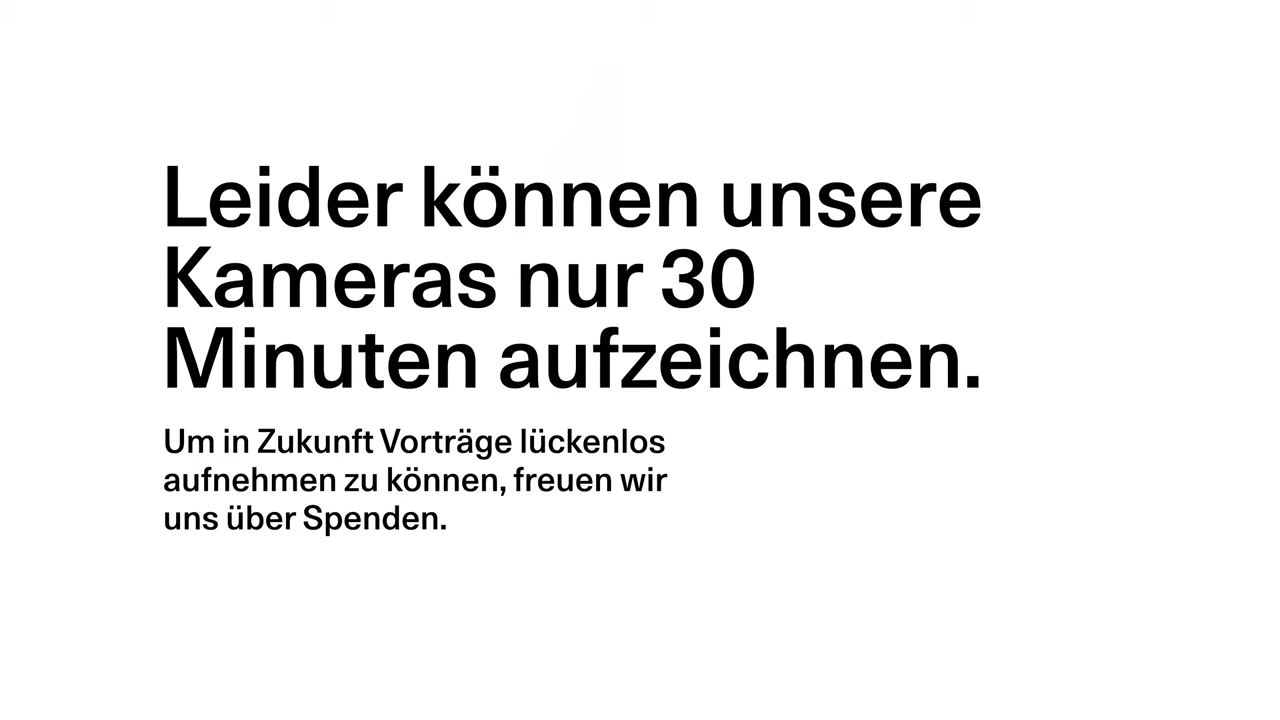 Leider können unsere
Kameras nur 30
Minuten aufzeichnen.
Um in Zukunft Vorträge lückenlos
aufnehmen zu können, freuen wir
uns über Spenden.